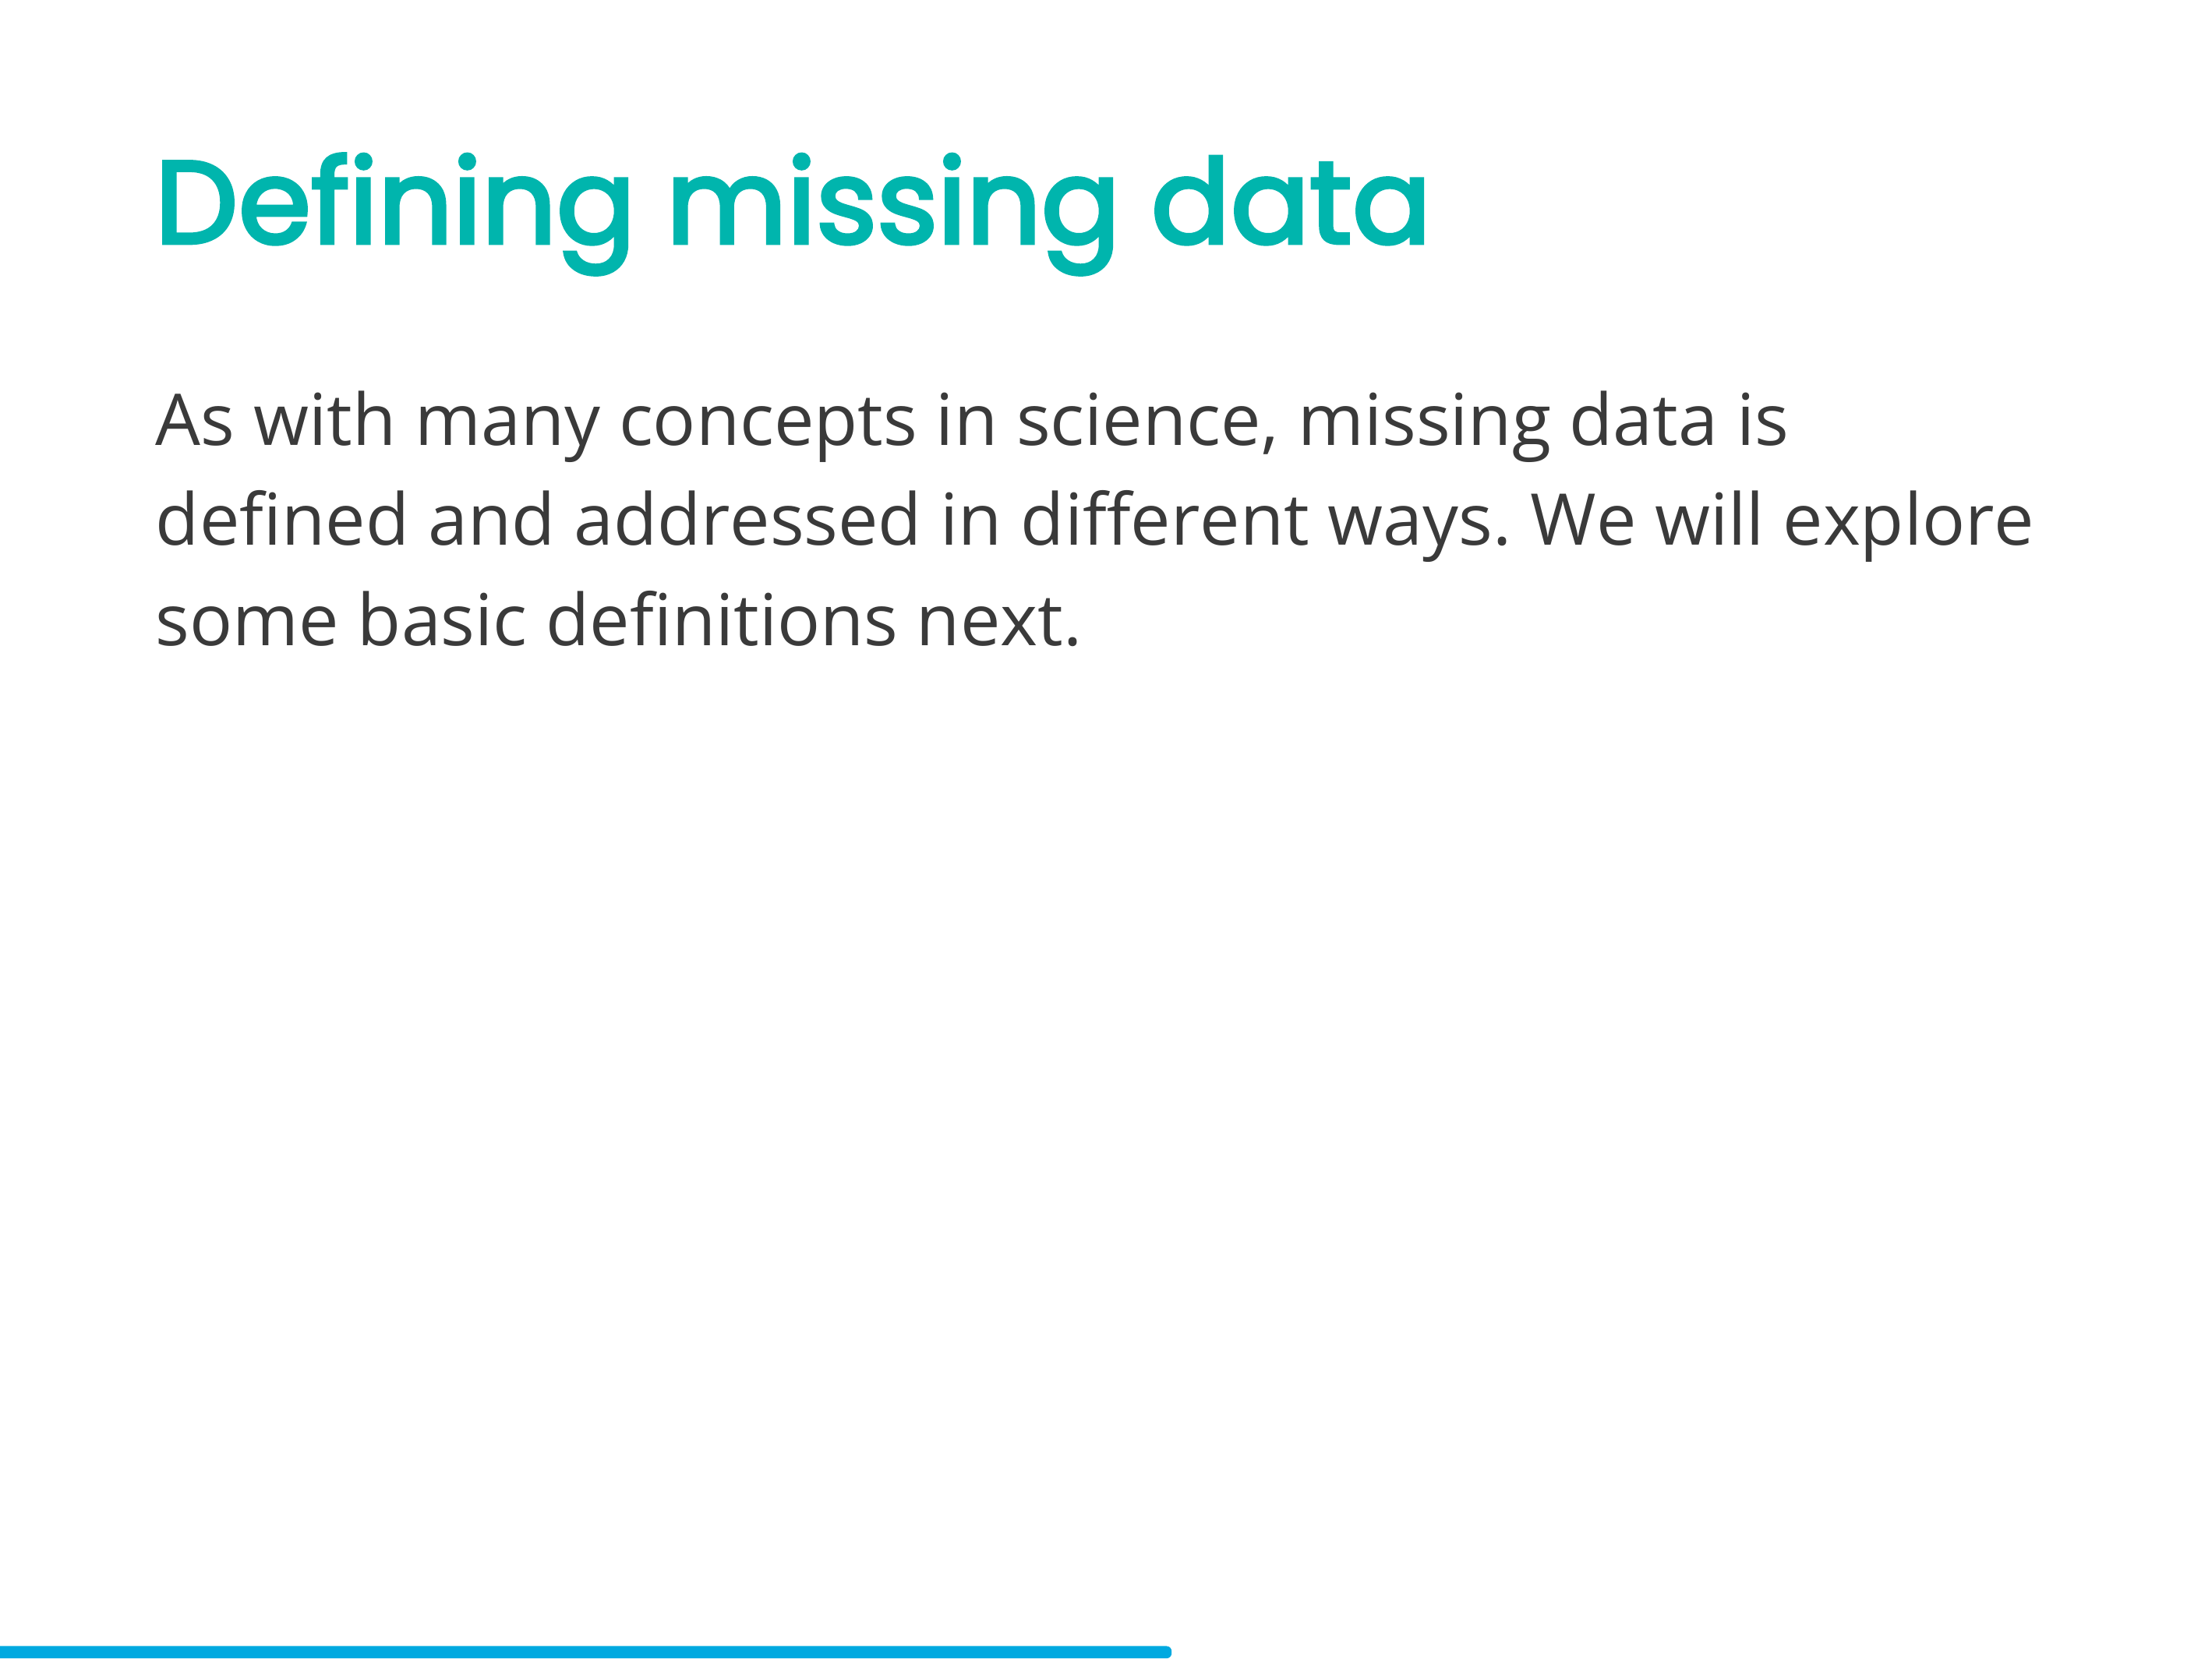 Defining missing data
As with many concepts in science, missing data is
defined and addressed in different ways. We will explore
some basic definitions next.